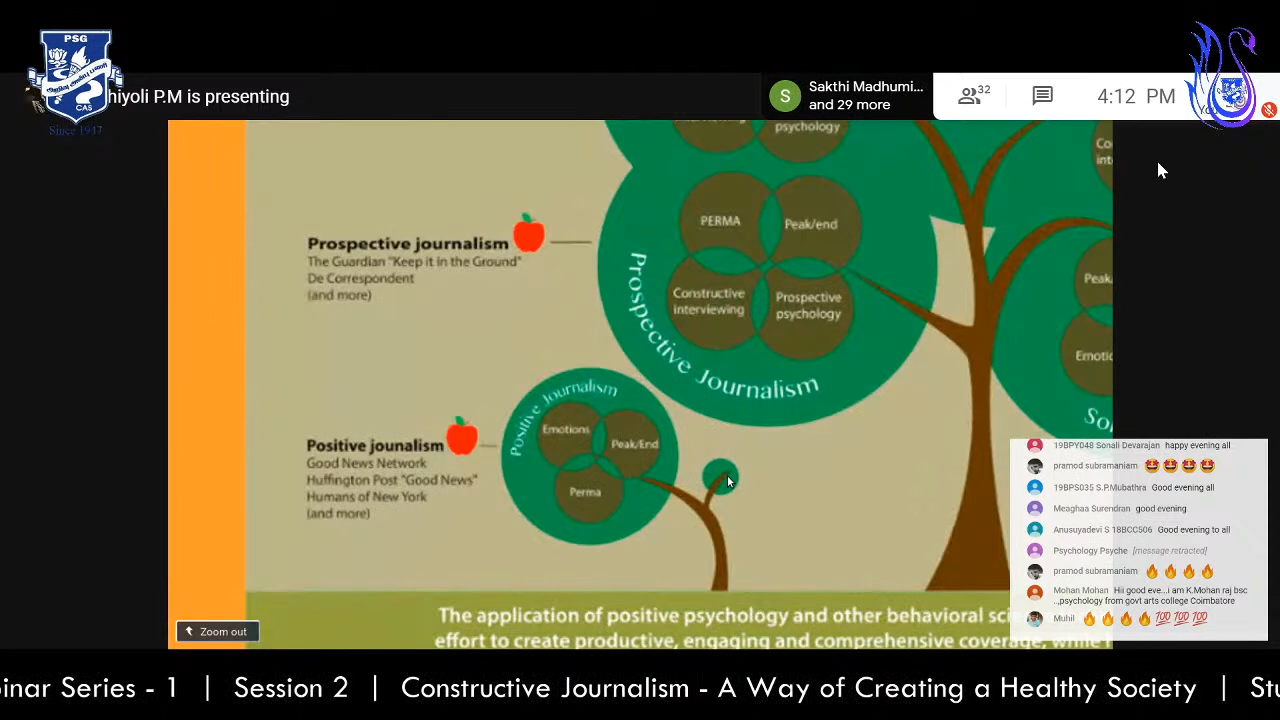 PSG
CAS
Since 1947
hiyoli P.M is presenting
S
Sakthi Madhumi...
and 29 more
32
4:12 PM
psychology
PERMA
Peak/end
Constructive
interviewing
Prospective
psychology
Prospective Journalism
Prospective journalism
The Guardian "Keep it in the Ground"
De Correspondent
(and more)
Co
int
Peak
Emotic
So
Positive Journalism
Emotions
Peak/End
Perma
Positive jounalism
Good News Network
Huffington Post "Good News"
Humans of New York
(and more)
19BPY048 Sonali Devarajan happy evening all
pramod subramaniam 🤩 🤩 🤩 🤩
19BPS035 S.P.Mubathra Good evening all
Meaghaa Surendran good evening
Anusuyadevi S 18BCC506 Good evening to all
Psychology Psyche [message retracted]
pramod subramaniam 🔥 🔥 🔥 🔥
Mohan Mohan Hii good eve...i am K.Mohan raj bsc
.,psychology from govt arts college Coimbatore
Muhil 🔥 🔥 🔥 🔥 💯 💯 💯
Zoom out
The application of positive psychology and other behavioral sci
effort to create productive, engaging and comprehensive coverage, while
inar Series - 1 | Session 2 | Constructive Journalism - A Way of Creating a Healthy Society | Stu